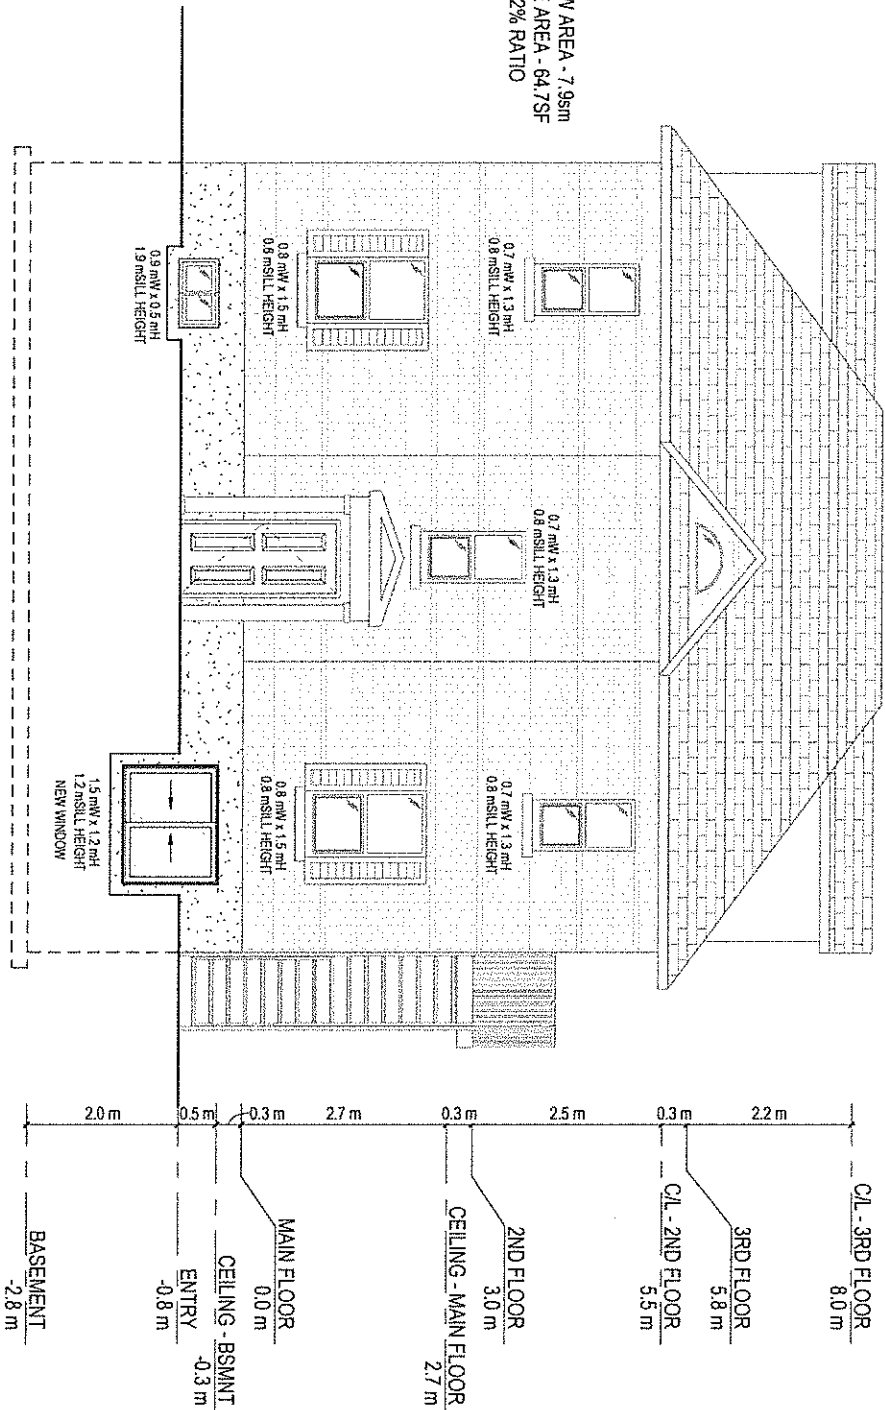 W AREA - 7.9sm
AREA - 64.7SF
2% RATIO
0.7 mW x 1.3 mH
0.8 mSILL HEIGHT
0.7 mW x 1.3 mH
0.8 mSILL HEIGHT
0.7 mW x 1.3 mH
0.8 mSILL HEIGHT
0.8 mW x 1.5 mH
0.6 mSILL HEIGHT
0.8 mW x 1.5 mH
0.8 mSILL HEIGHT
0.9 mW x 0.5 mH
1.9 mSILL HEIGHT
1.5 mW x 1.2 mH
1.2 mSILL HEIGHT
NEW WINDOW
2.2 m
0.3 m
2.5 m
0.3 m
2.7 m
0.3 m
0.5 m
2.0 m
C/L - 3RD FLOOR
8.0 m
3RD FLOOR
5.8 m
C/L - 2ND FLOOR
5.5 m
2ND FLOOR
3.0 m
CEILING - MAIN FLOOR
2.7 m
MAIN FLOOR
0.0 m
CEILING - BSMNT
-0.3 m
ENTRY
-0.8 m
BASEMENT
-2.8 m